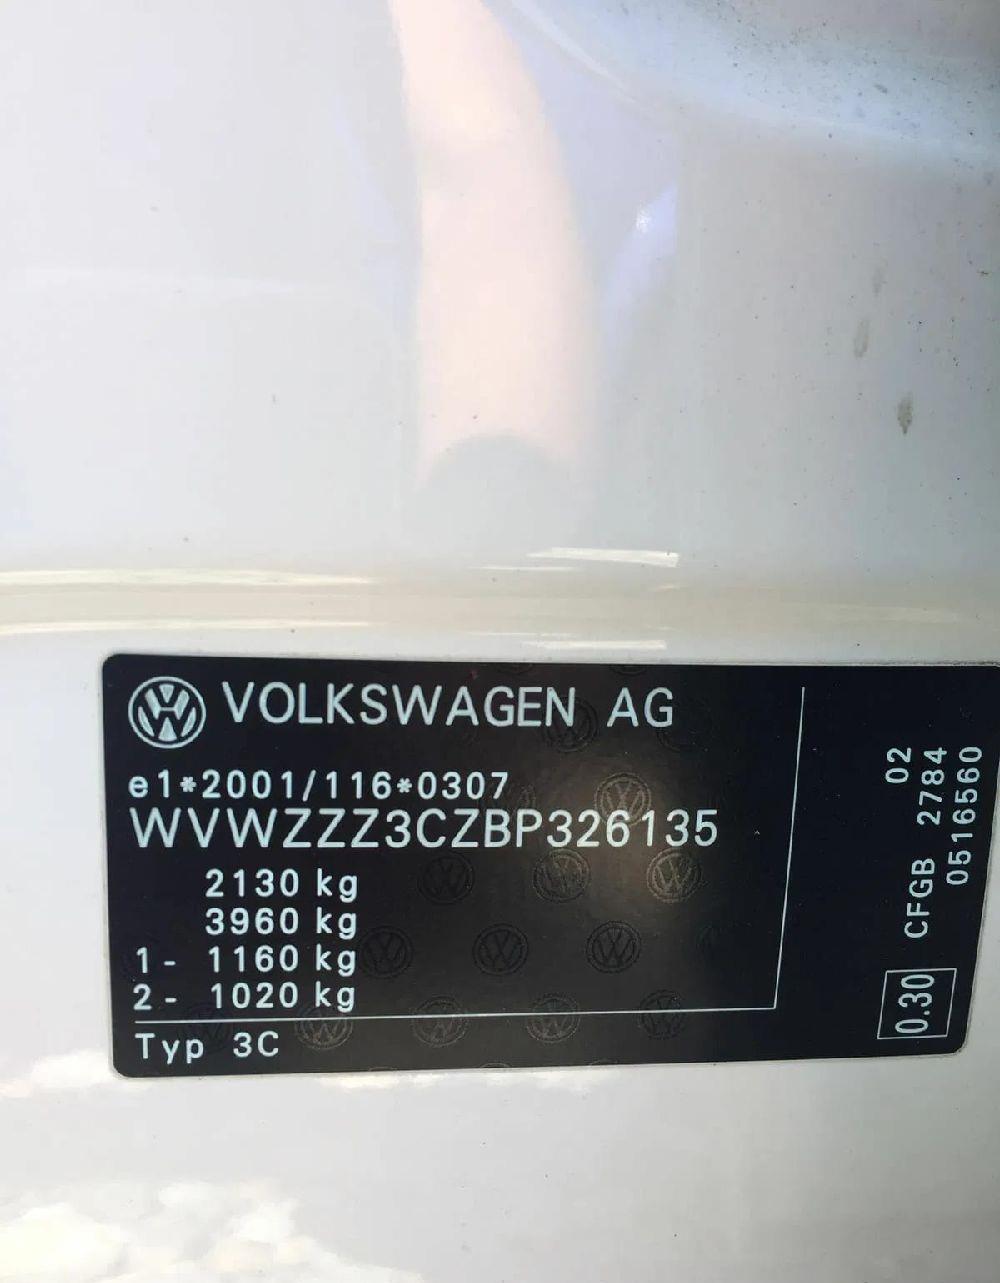 VOLKSWAGEN AG
e1*2001/116*0307
WVWZZZ3CZBP326135
2130 kg
3960 kg
1- 1160 kg
2- 1020 kg
Typ 3C
02
CFGB 2784
0516560
0.30